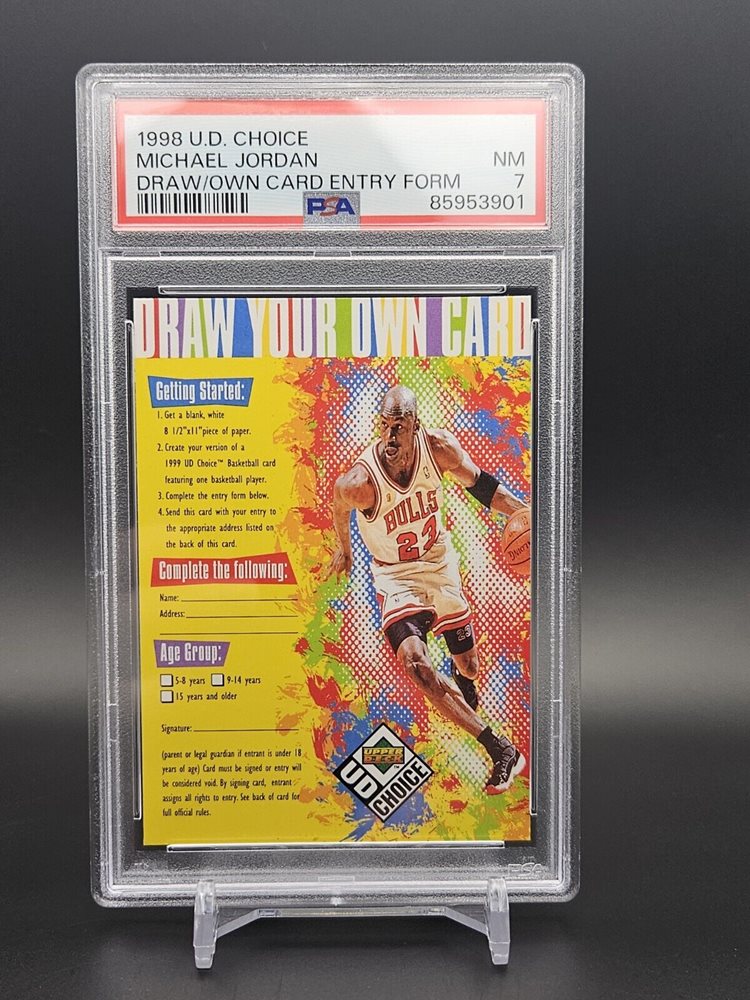 1998 U.D. CHOICE
MICHAEL JORDAN NM
DRAW/OWN CARD ENTRY FORM 7
PSA 85953901
DRAW YOUR OWN CARD
Getting Started:
1. Get a blank, white
8 1/2"x11"piece of paper.
2. Create your version of a
1999 UD Choice™ Basketball card
featuring one basketball player.
3. Complete the entry form below.
4. Send this card with your entry to
the appropriate address listed on
the back of this card.
Complete the following:
Name:
Address:
Age Group:
5-8 years 9-14 years
15 years and older
Signature:
(parent or legal guardian if entrant is under 18
years of age) Card must be signed or entry will
be considered void. By signing card, entrant
assigns all rights to entry. See back of card for
full official rules.
BULLS
23
23
UPPER
DECK
UD
CHOICE